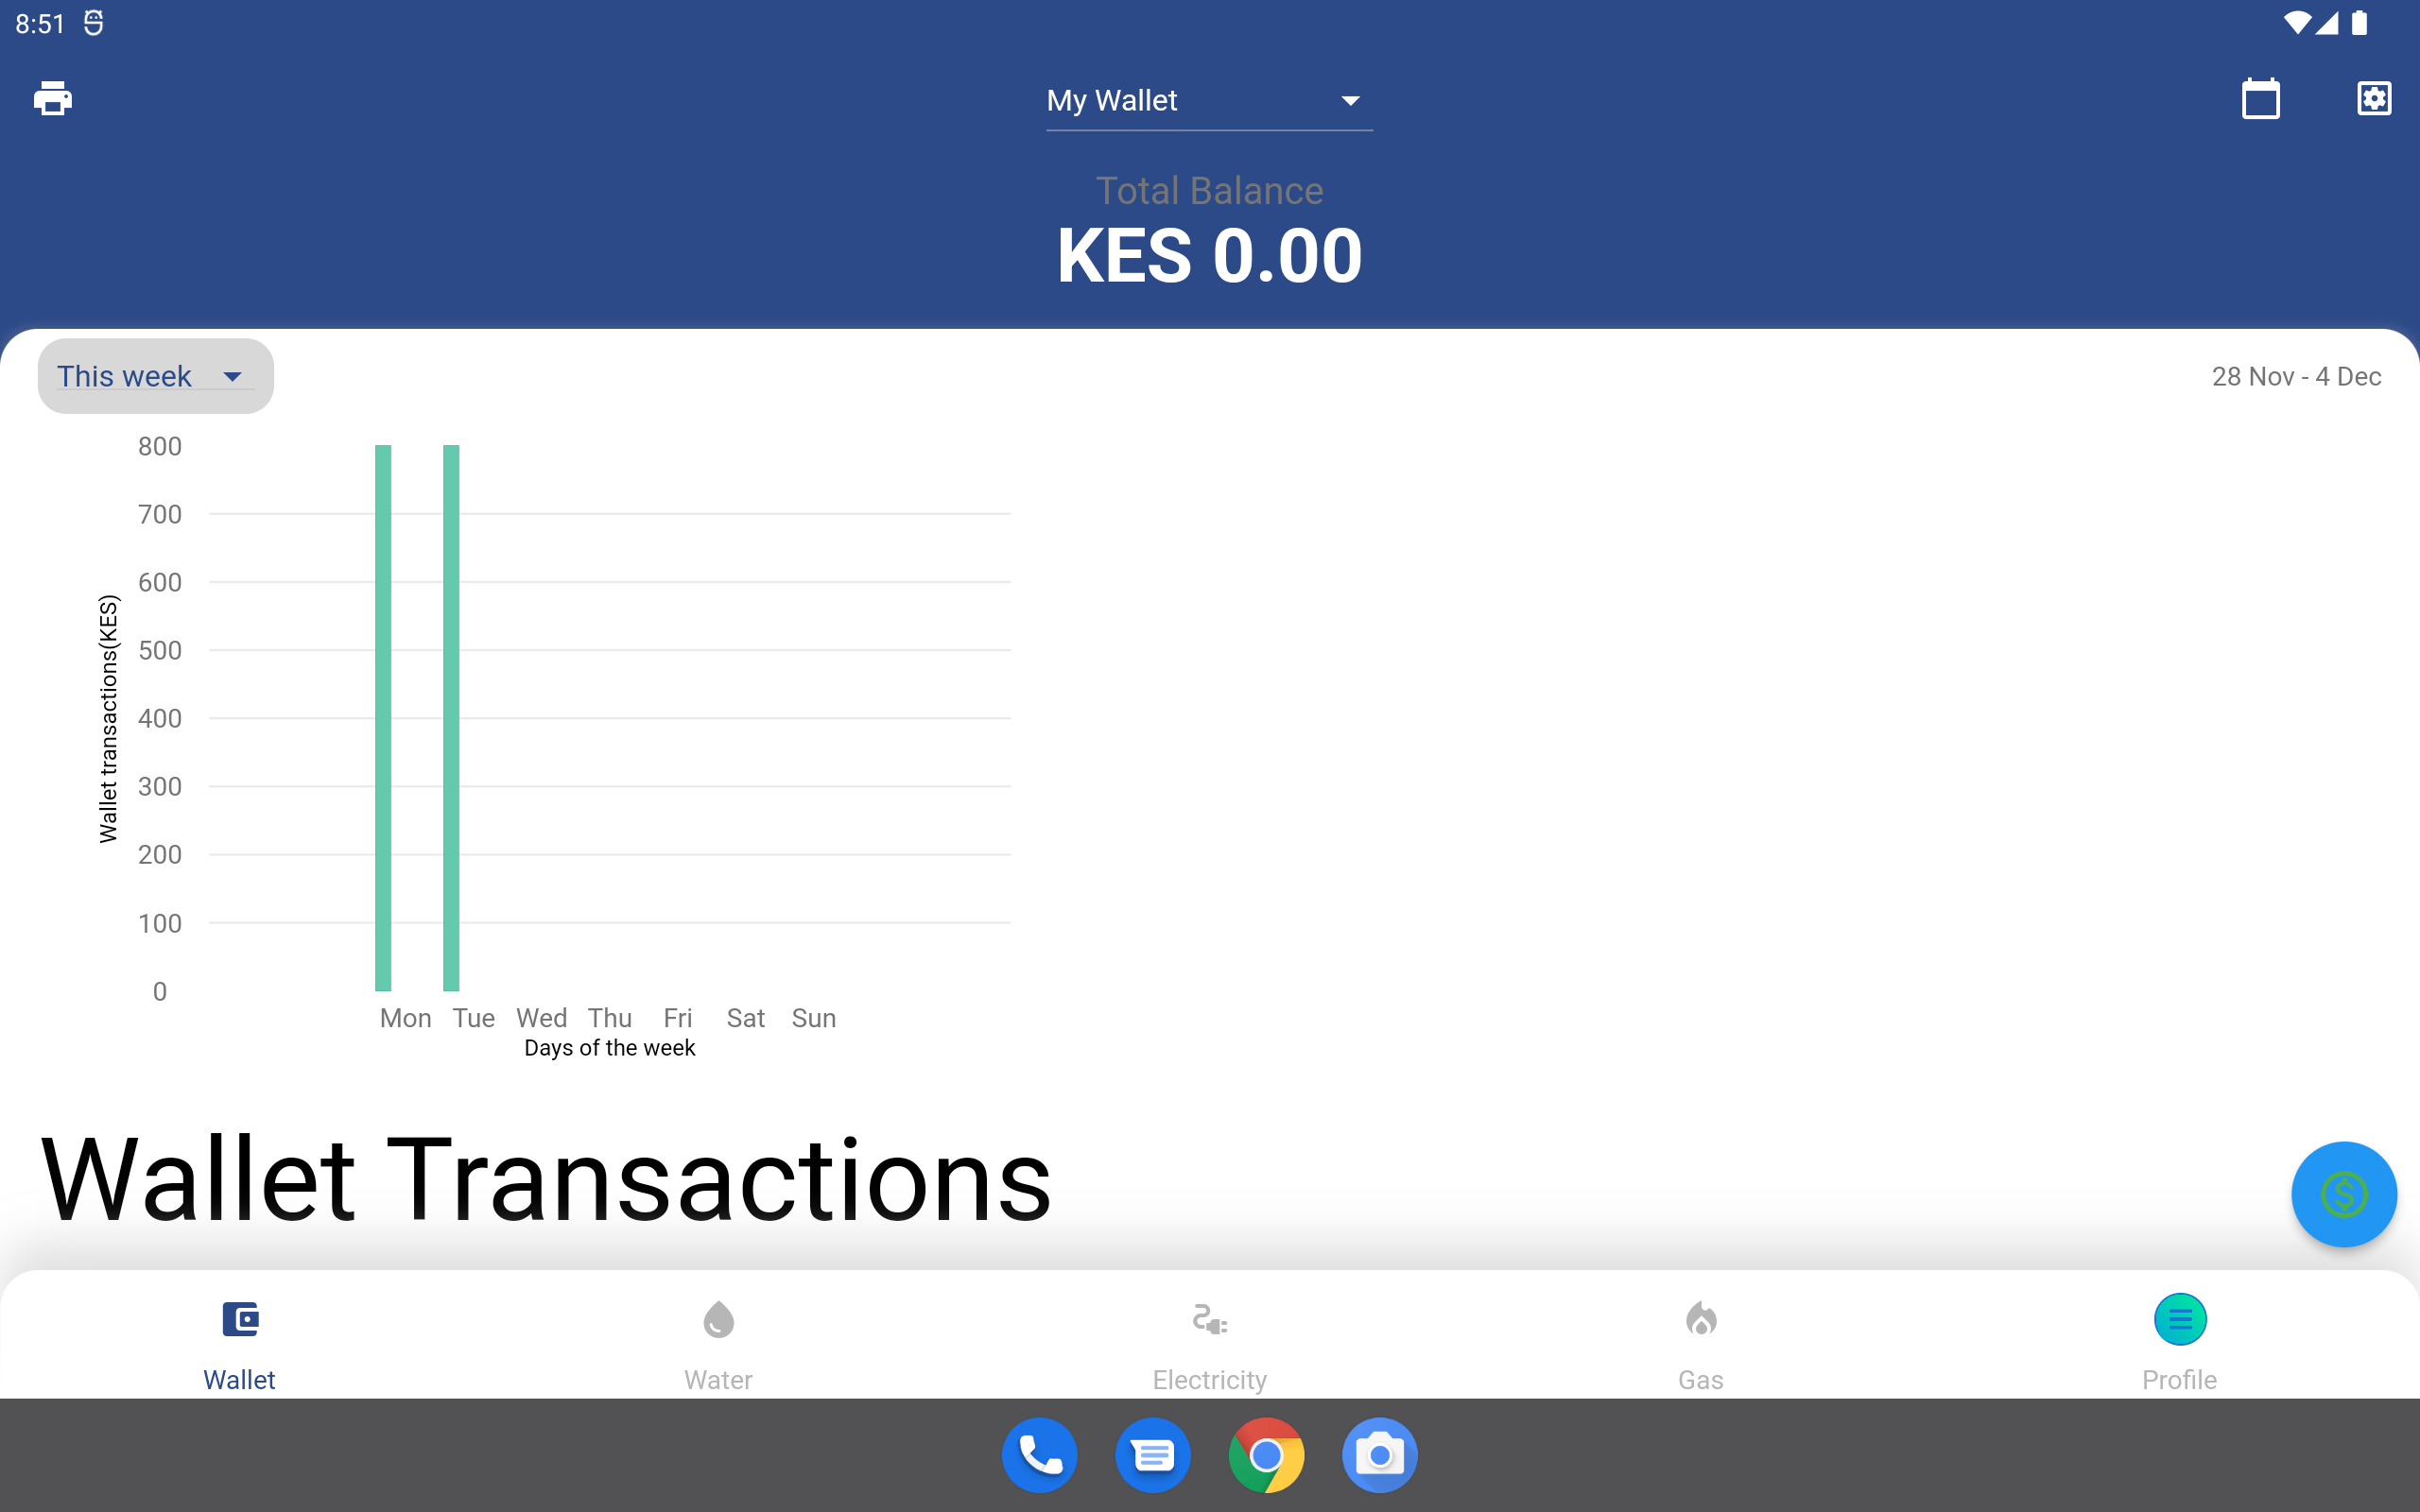 8:51
My Wallet
Total Balance
KES 0.00
This week
28 Nov - 4 Dec
800
700
600
500
400
300
200
100
0
Wallet transactions(KES)
Mon Tue Wed Thu Fri Sat Sun
Days of the week
Wallet Transactions
Wallet Water Electricity Gas Profile